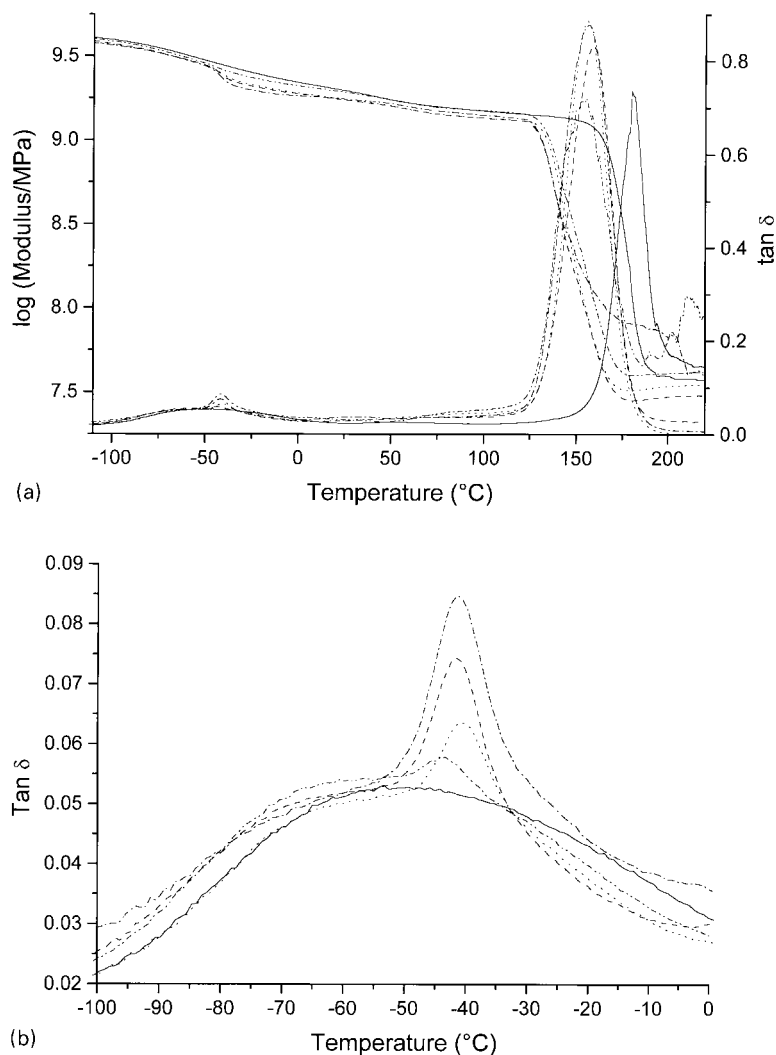 9.5
9.0
8.5
8.0
7.5
log (Modulus/MPa)
0.8
0.6
0.4
0.2
0.0
tan δ
-100 -50 0 50 100 150 200
(a)
Temperature (°C)
0.09
0.08
0.07
0.06
0.05
0.04
0.03
0.02
Tan δ
-100 -90 -80 -70 -60 -50 -40 -30 -20 -10 0
(b)
Temperature (°C)